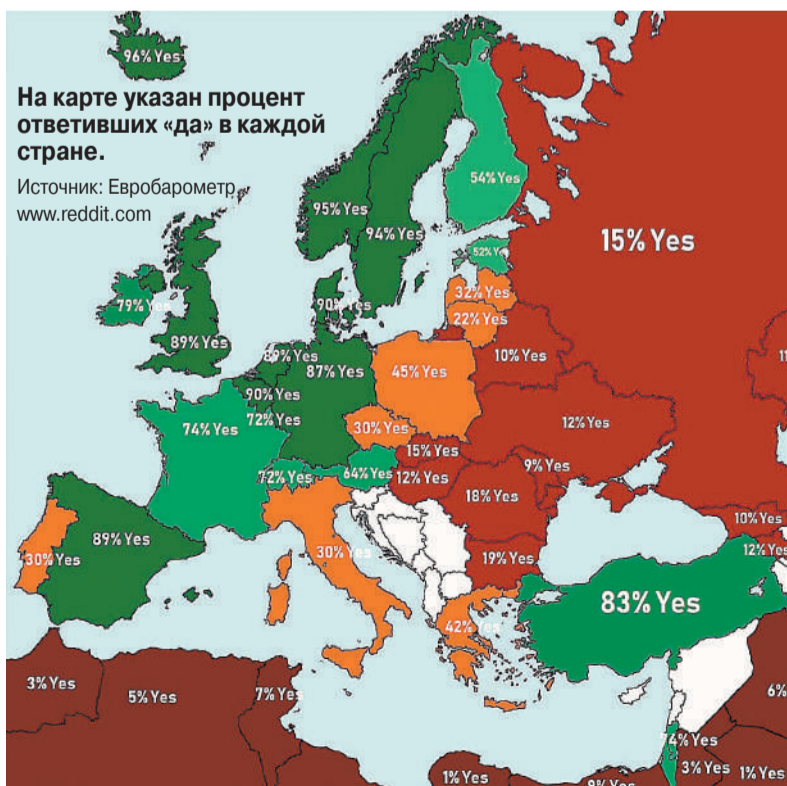 96% Yes
На карте указан процент
ответивших «да» в каждой
стране.
Источник: Евробарометр,
www.reddit.com
54% Yes
95% Yes
94% Yes
15% Yes
52% Y
79% Yes
90% Yes
32% Yes
22% Yes
89% Yes
89% Yes
87% Yes
45% Yes
10% Yes
90% Yes
74% Yes
72% Yes
30% Yes
12% Yes
15% Yes
72% Yes
64% Yes
12% Yes
9% Yes
18% Yes
89% Yes
30% Yes
30% Yes
19% Yes
10% Yes
12% Yes
83% Yes
42% Yes
3% Yes
5% Yes
7% Yes
6%
74% Yes
3% Yes
1% Yes
1% Yes